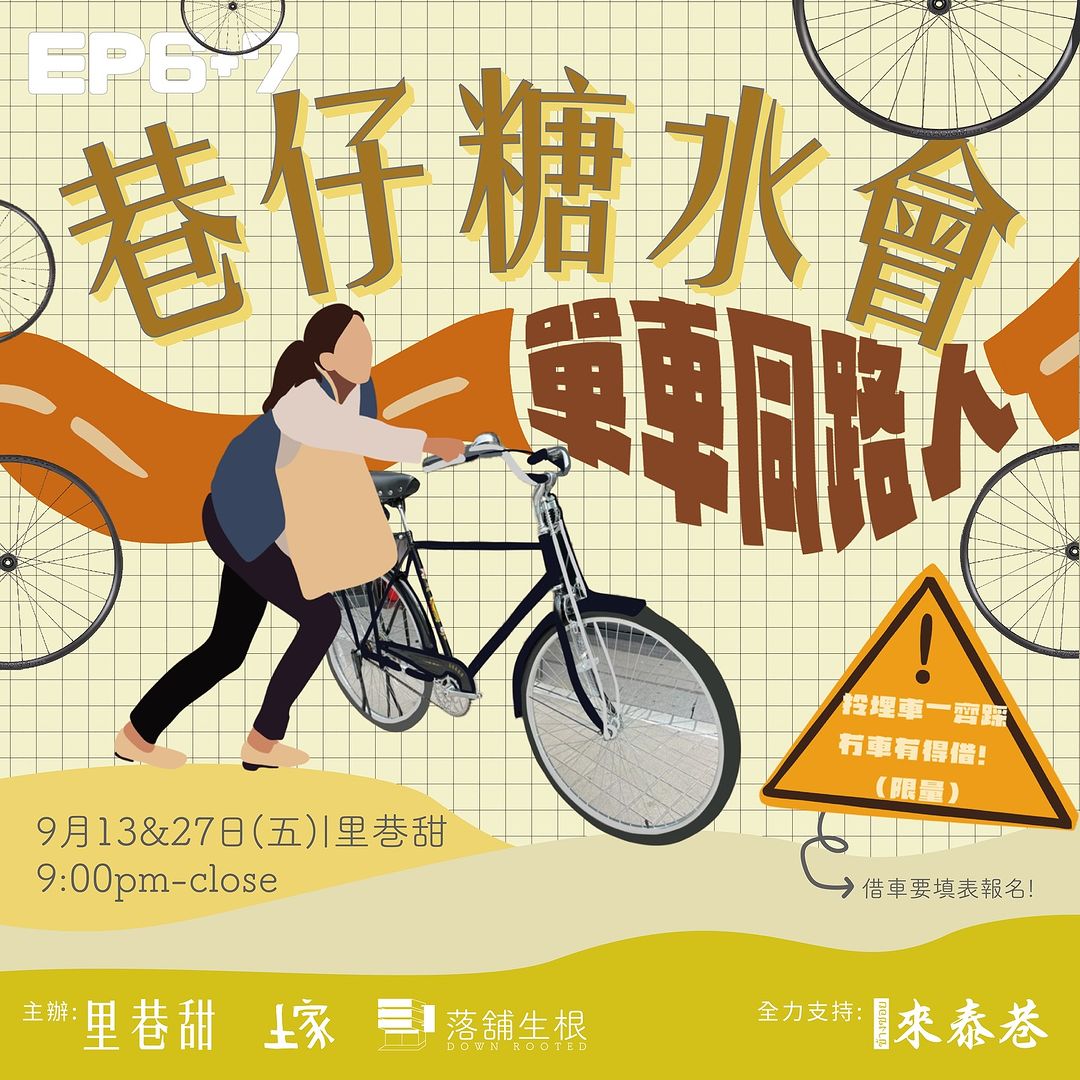 EP6+7
巷仔糖水會
單車同路人
拎埋車一齊踩
冇車有得借!
(限量)
借車要填表報名!
9月13&27日(五)|里巷甜
9:00pm-close
主辦:里巷甜 土家 落舖生根
DOWN ROOTED
全力支持: 來泰巷